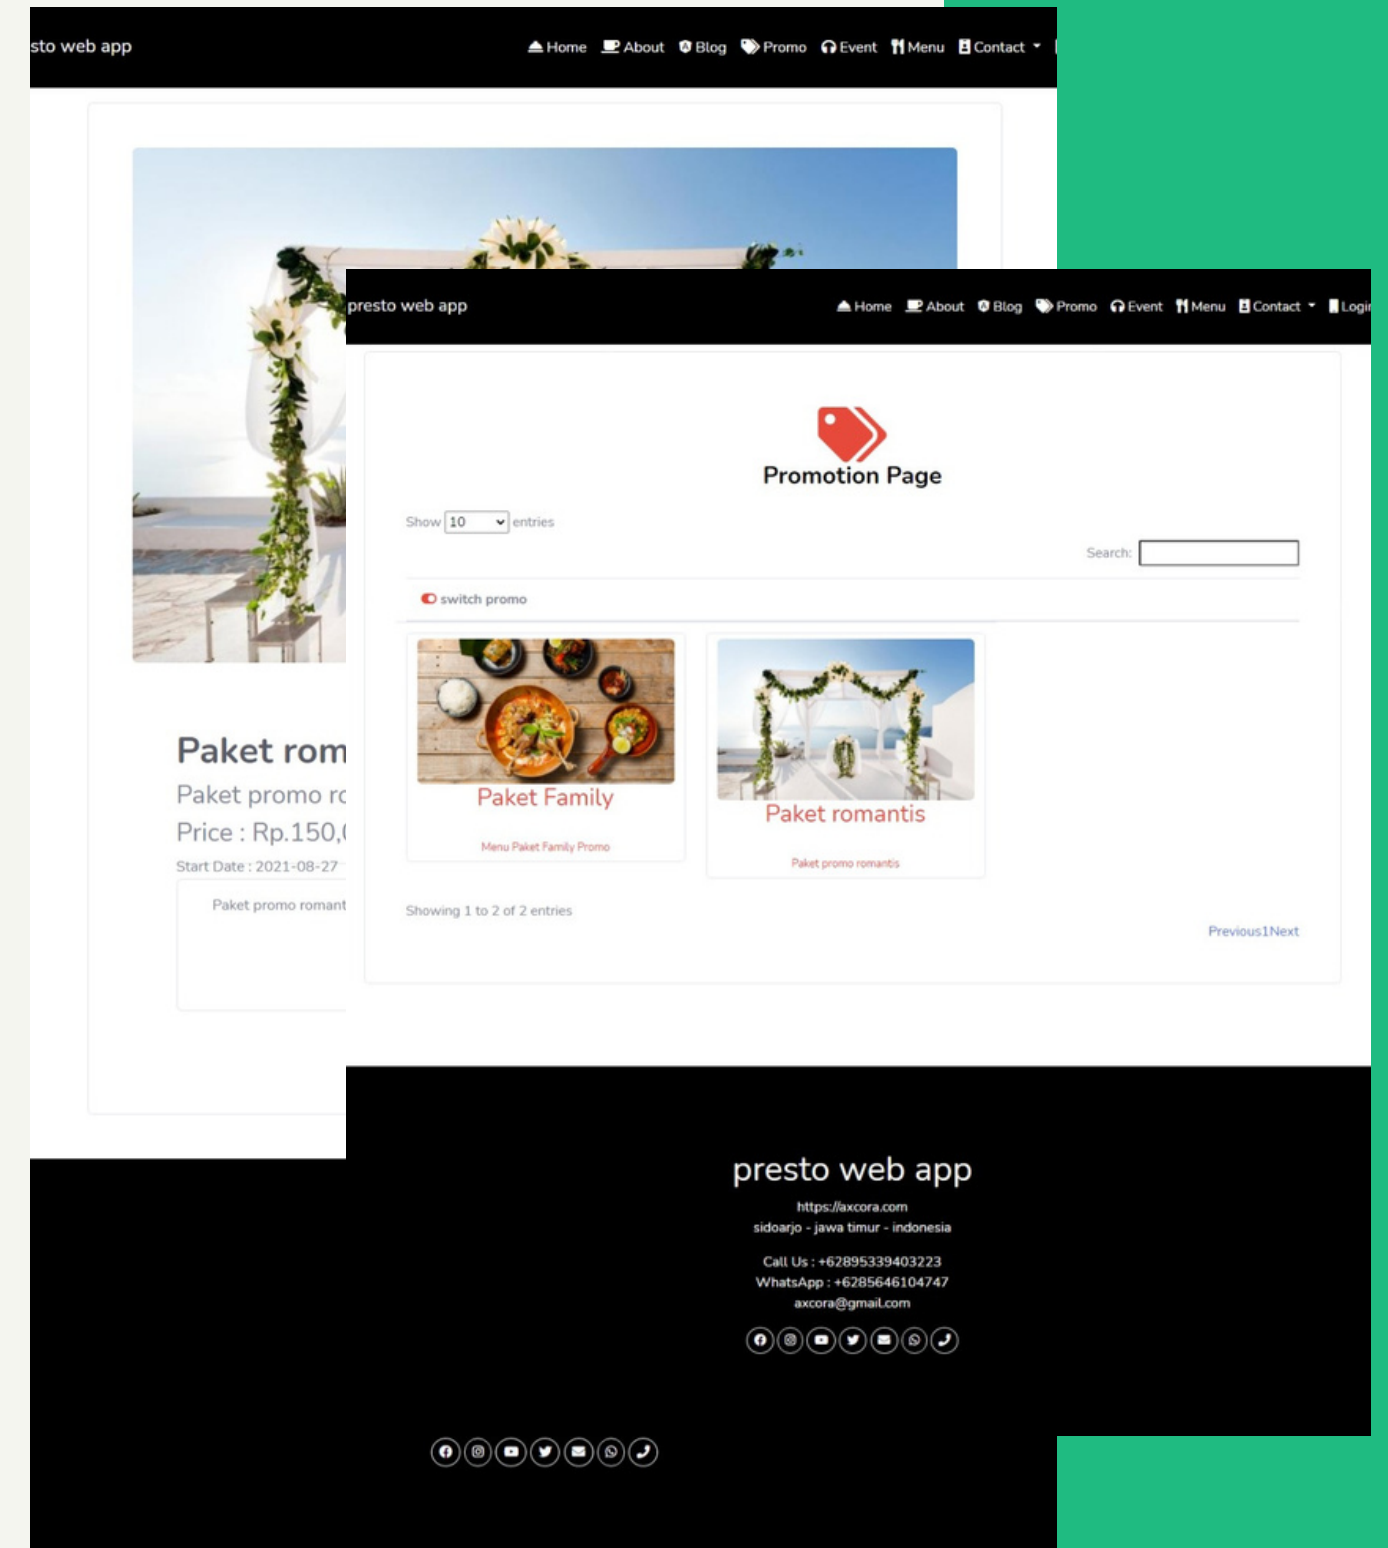 sto web app
Home About Blog Promo Event Menu Contact
Paket rom
Paket promo ro
Price : Rp.150,
Start Date : 2021-08-27
Paket promo romant
presto web app
Home About Blog Promo Event Menu Contact Login
Promotion Page
Show 10 entries
Search:
switch promo
Paket Family
Menu Paket Family Promo
Paket romantis
Paket promo romantis
Showing 1 to 2 of 2 entries
Previous1Next
presto web app
https://axcora.com
sidoarjo - jawa timur - indonesia
Call Us : +62895339403223
WhatsApp : +6285646104747
axcora@gmail.com